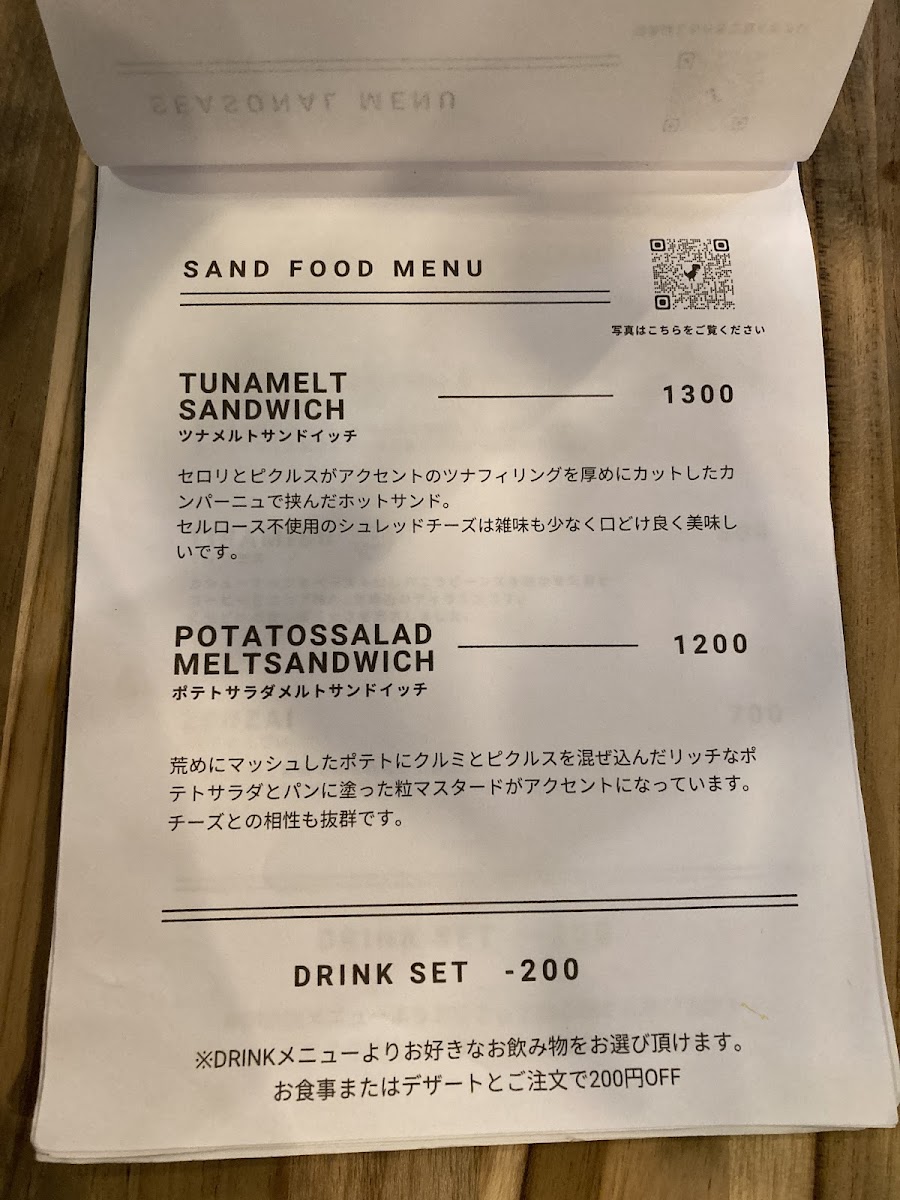 SEASONAL MENU
SAND FOOD MENU
写真はこちらをご覧ください
TUNAMELT
SANDWICH
1300
ツナメルトサンドイッチ
セロリとピクルスがアクセントのツナフィリングを厚めにカットしたカ
ンパーニュで挟んだホットサンド。
セルロース不使用のシュレッドチーズは雑味も少なく口どけ良く美味し
いです。
POTATOSSALAD
MELTSANDWICH
1200
ポテトサラダメルトサンドイッチ
荒めにマッシュしたポテトにクルミとピクルスを混ぜ込んだリッチなポ
テトサラダとパンに塗った粒マスタードがアクセントになっています。
チーズとの相性も抜群です。
DRINK SET -200
※DRINKメニューよりお好きなお飲み物をお選び頂けます。
お食事またはデザートとご注文で200円OFF